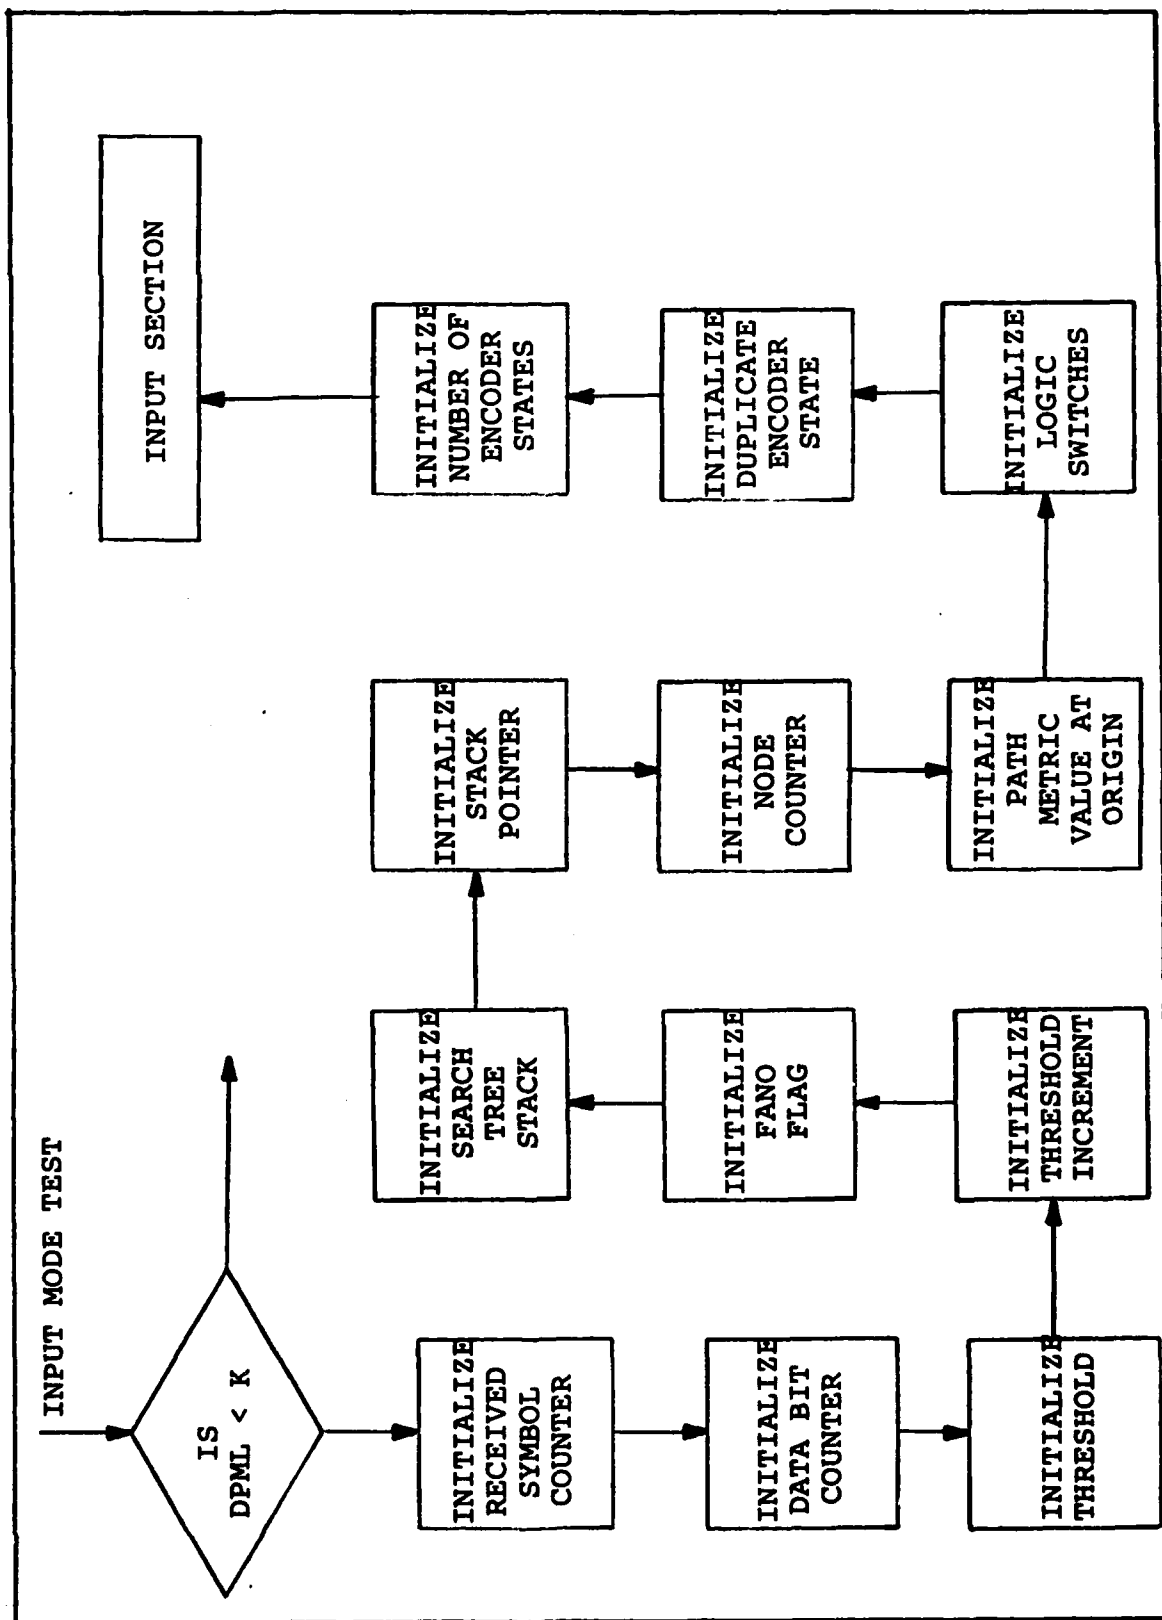 INPUT MODE TEST
IS
DPML < K
INITIALIZE
RECEIVED
SYMBOL
COUNTER
INITIALIZE
DATA BIT
COUNTER
INITIALIZE
THRESHOLD
INITIALIZE
THRESHOLD
INCREMENT
INITIALIZE
FANO
FLAG
INITIALIZE
SEARCH
TREE
STACK
INITIALIZE
STACK
POINTER
INITIALIZE
NODE
COUNTER
INITIALIZE
PATH
METRIC
VALUE AT
ORIGIN
INITIALIZE
LOGIC
SWITCHES
INITIALIZE
DUPLICATE
ENCODER
STATE
INITIALIZE
NUMBER OF
ENCODER
STATES
INPUT SECTION